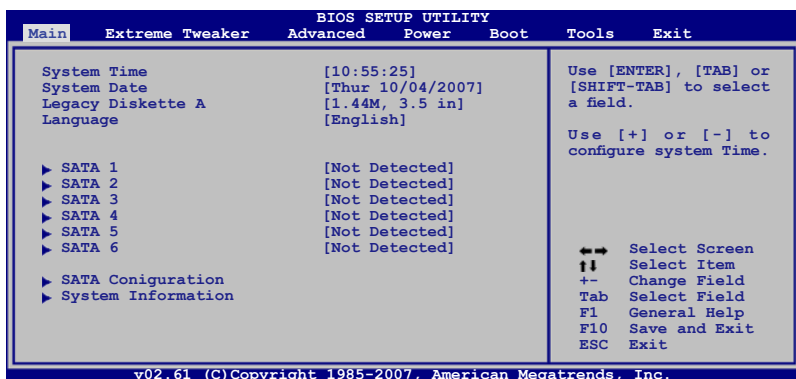 BIOS SETUP UTILITY
Main Extreme Tweaker Advanced Power Boot Tools Exit
System Time [10:55:25]
System Date [Thur 10/04/2007]
Legacy Diskette A [1.44M, 3.5 in]
Language [English]
SATA 1 [Not Detected]
SATA 2 [Not Detected]
SATA 3 [Not Detected]
SATA 4 [Not Detected]
SATA 5 [Not Detected]
SATA 6 [Not Detected]
SATA Coniguration
System Information
Use [ENTER], [TAB] or
[SHIFT-TAB] to select
a field.
Use [+] or [-] to
configure system Time.
←→ Select Screen
↑↓ Select Item
+- Change Field
Tab Select Field
F1 General Help
F10 Save and Exit
ESC Exit
v02.61 (C)Copyright 1985-2007, American Megatrends, Inc.